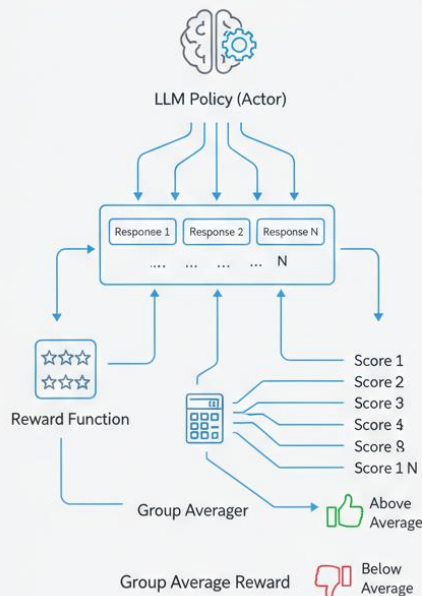 LLM Policy (Actor)
Responee 1
Response 2
Response N
.... ... ... ... N
Score 1
Score 2
Score 3
Score 4
Score 8
Score 1 N
Reward Function
Group Averager
Above
Average
Group Average Reward
Below
Average